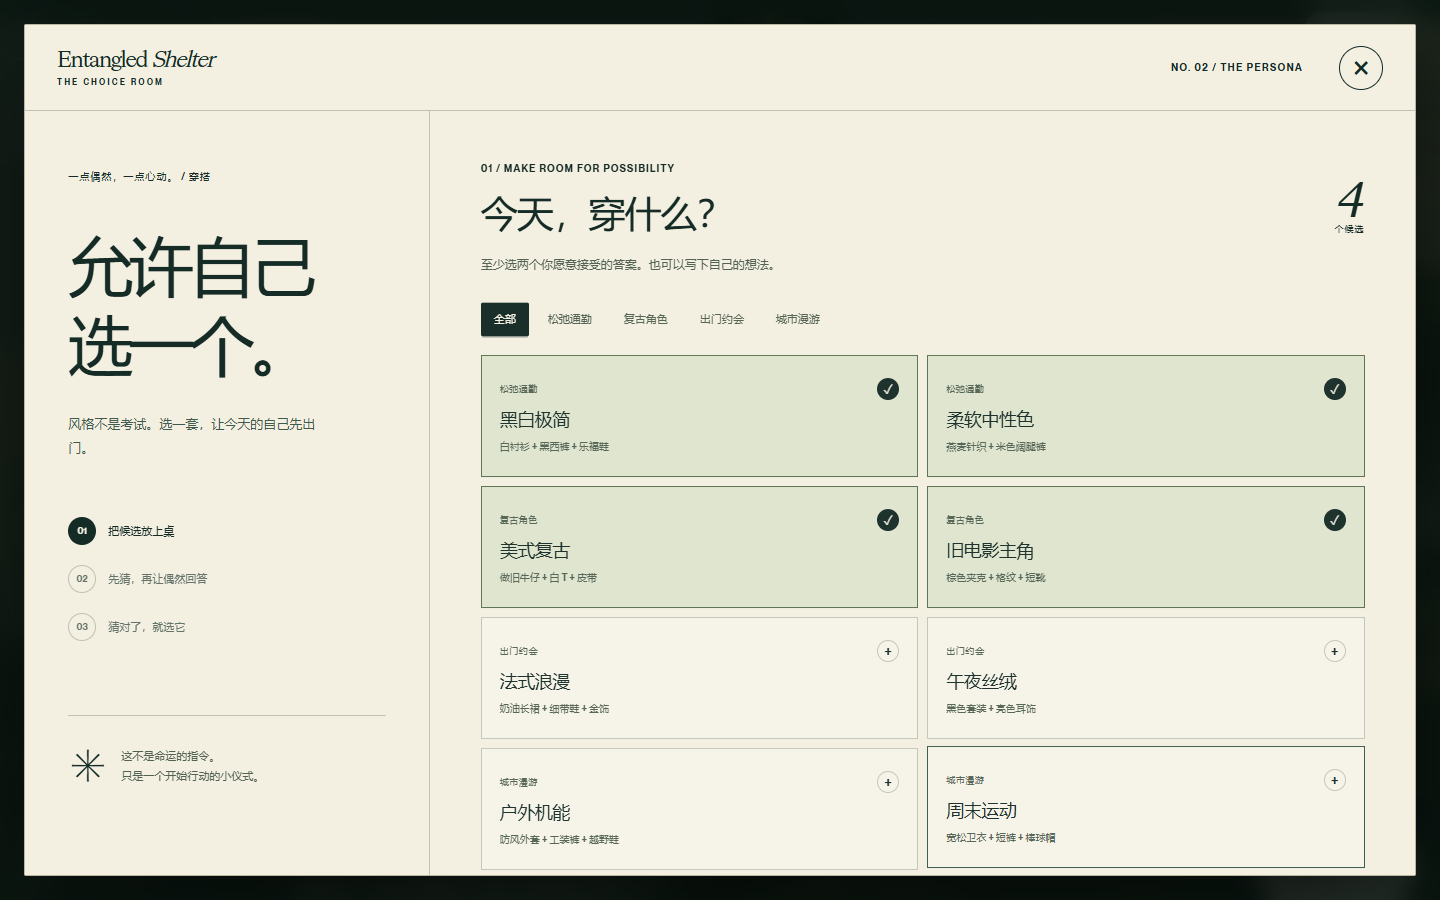 Entangled Shelter
THE CHOICE ROOM
NO. 02 / THE PERSONA
一点偶然，一点心动。 / 穿搭
允许自己
选一个。
风格不是考试。选一套，让今天的自己先出
门。
01 把候选放上桌
02 先猜，再让偶然回答
03 猜对了，就选它
这不是命运的指令。
只是一个开始行动的小仪式。
01 / MAKE ROOM FOR POSSIBILITY
今天，穿什么？
4
个候选
至少选两个你愿意接受的答案。也可以写下自己的想法。
全部 松弛通勤 复古角色 出门约会 城市漫游
松弛通勤
黑白极简
白衬衫 + 黑西裤 + 乐福鞋
松弛通勤
柔软中性色
燕麦针织 + 米色阔腿裤
复古角色
美式复古
做旧牛仔 + 白 T + 皮带
复古角色
旧电影主角
棕色夹克 + 格纹 + 短靴
出门约会
法式浪漫
奶油长裙 + 细带鞋 + 金饰
出门约会
午夜丝绒
黑色套装 + 亮色耳饰
城市漫游
户外机能
防风外套 + 工装裤 + 越野鞋
城市漫游
周末运动
宽松卫衣 + 短裤 + 棒球帽